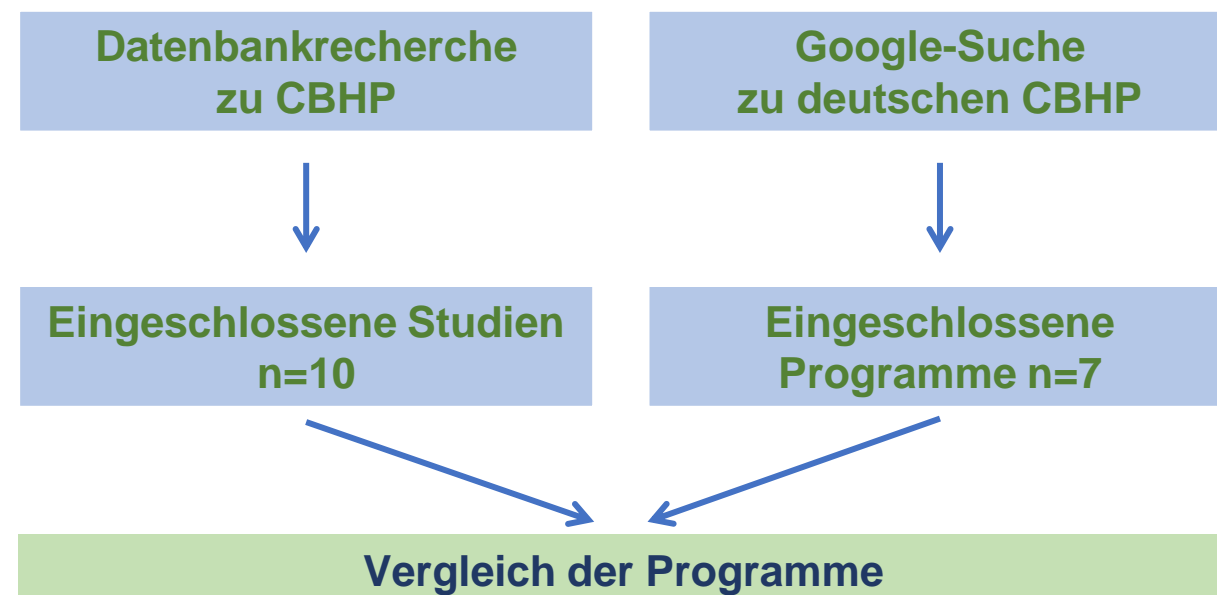 Datenbankrecherche
zu CBHP
Google-Suche
zu deutschen CBHP
Eingeschlossene Studien
n=10
Eingeschlossene
Programme n=7
Vergleich der Programme